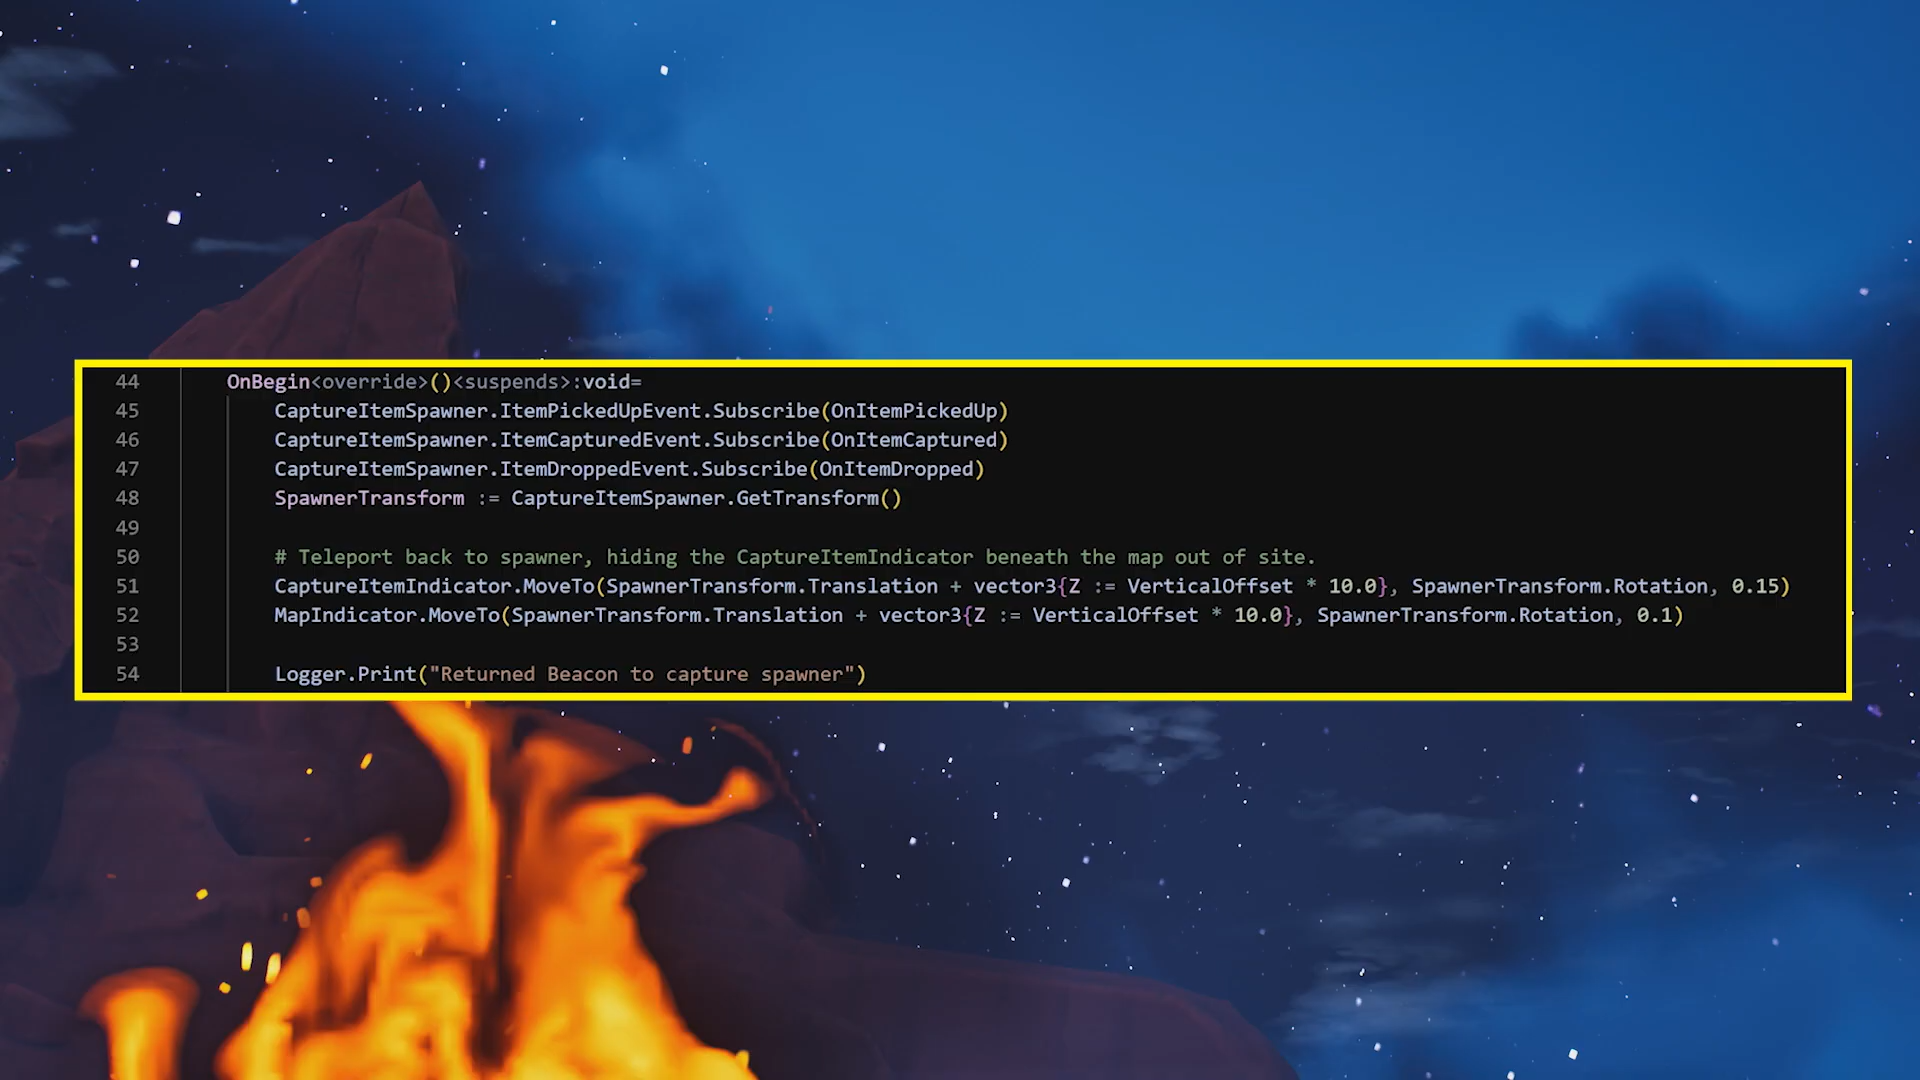 44 OnBegin<override>()<suspends>:void=
45 CaptureItemSpawner.ItemPickedUpEvent.Subscribe(OnItemPickedUp)
46 CaptureItemSpawner.ItemCapturedEvent.Subscribe(OnItemCaptured)
47 CaptureItemSpawner.ItemDroppedEvent.Subscribe(OnItemDropped)
48 SpawnerTransform := CaptureItemSpawner.GetTransform()
49
50 # Teleport back to spawner, hiding the CaptureItemIndicator beneath the map out of site.
51 CaptureItemIndicator.MoveTo(SpawnerTransform.Translation + vector3{Z := VerticalOffset * 10.0}, SpawnerTransform.Rotation, 0.15)
52 MapIndicator.MoveTo(SpawnerTransform.Translation + vector3{Z := VerticalOffset * 10.0}, SpawnerTransform.Rotation, 0.1)
53
54 Logger.Print("Returned Beacon to capture spawner")